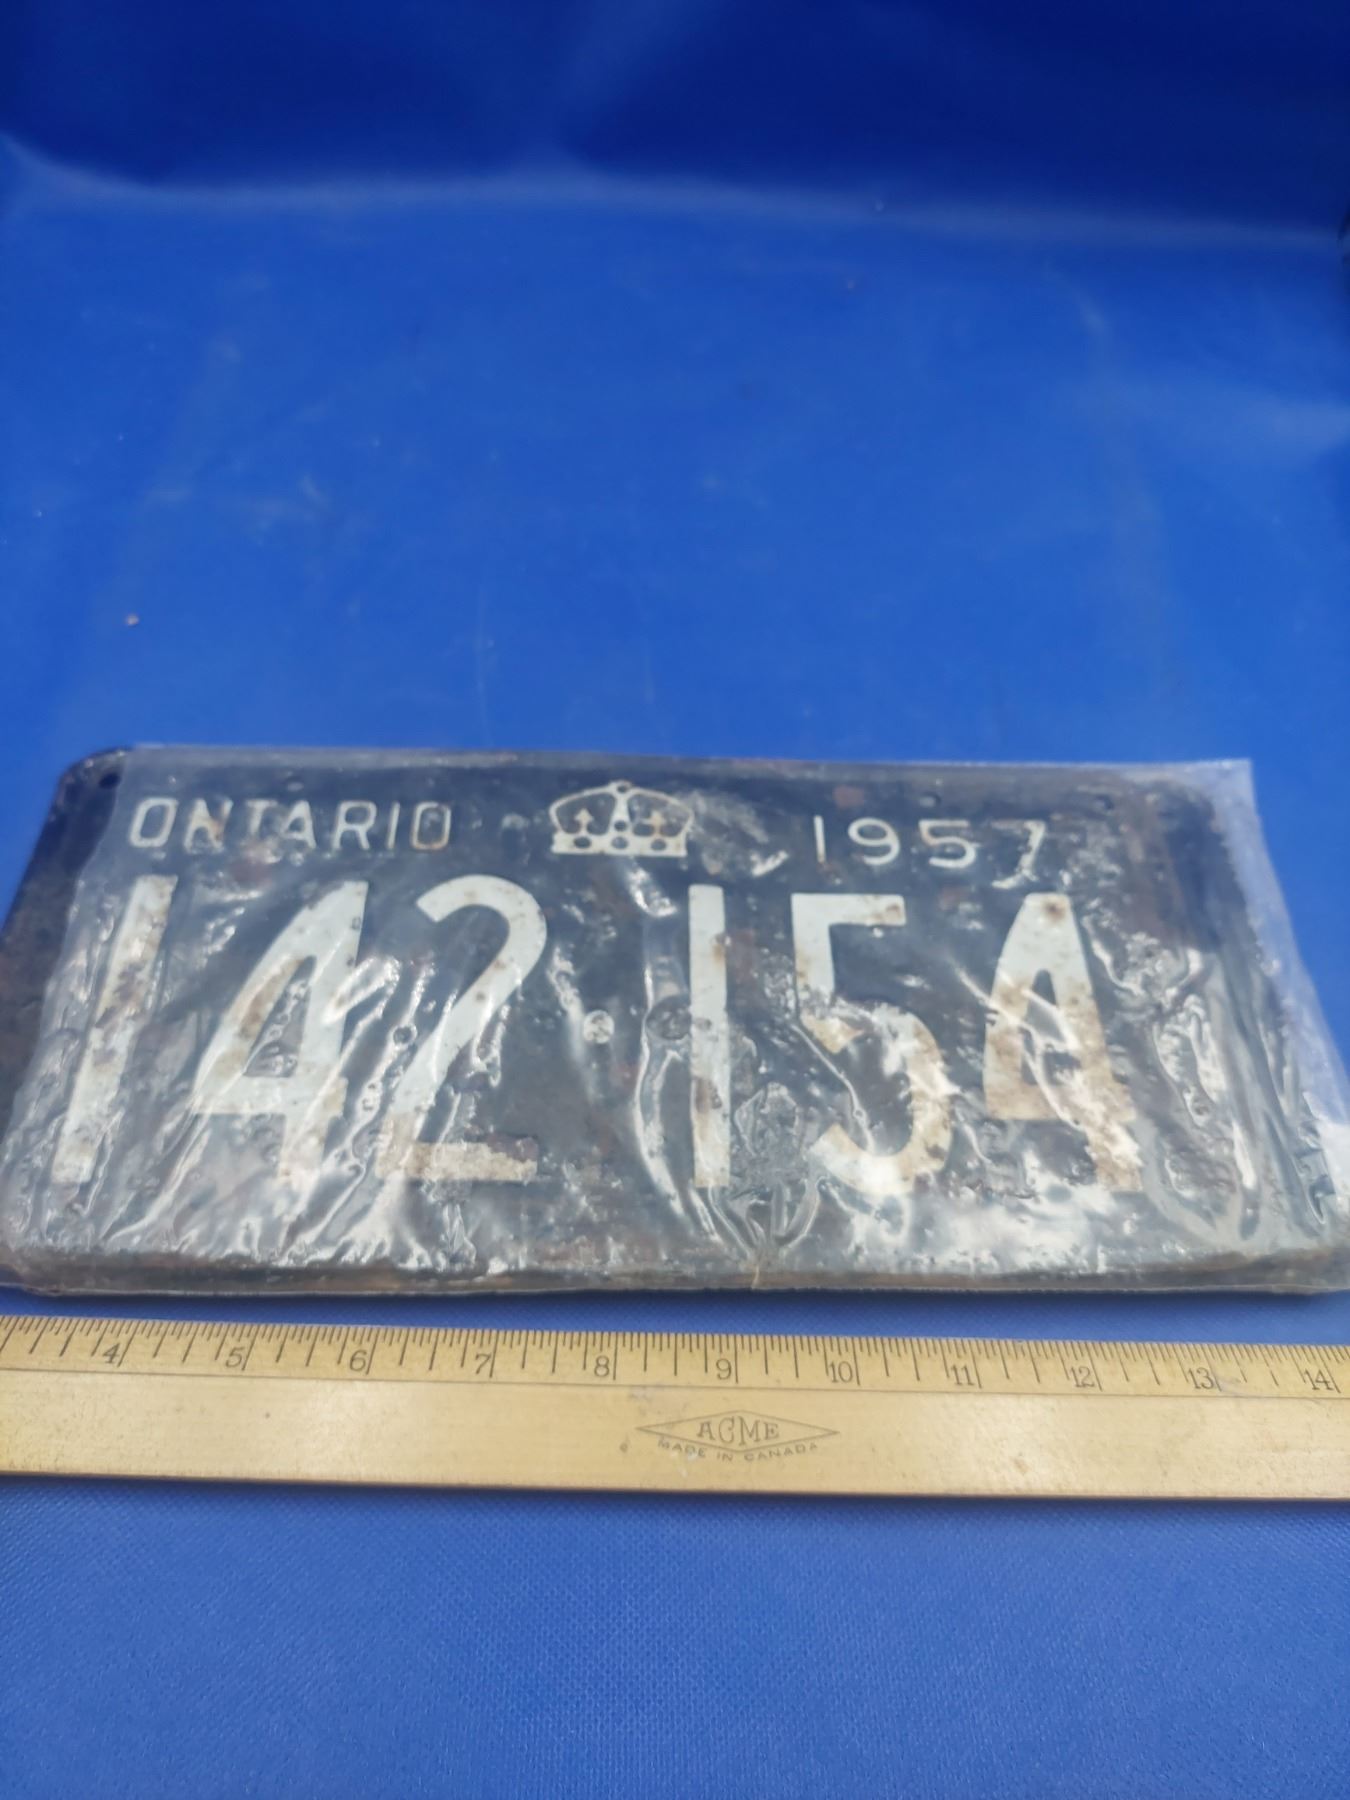 ONTARIO 1957
142·154
4 5 6 7 8 9 10 11 12 13 14
ACME
MADE IN CANADA